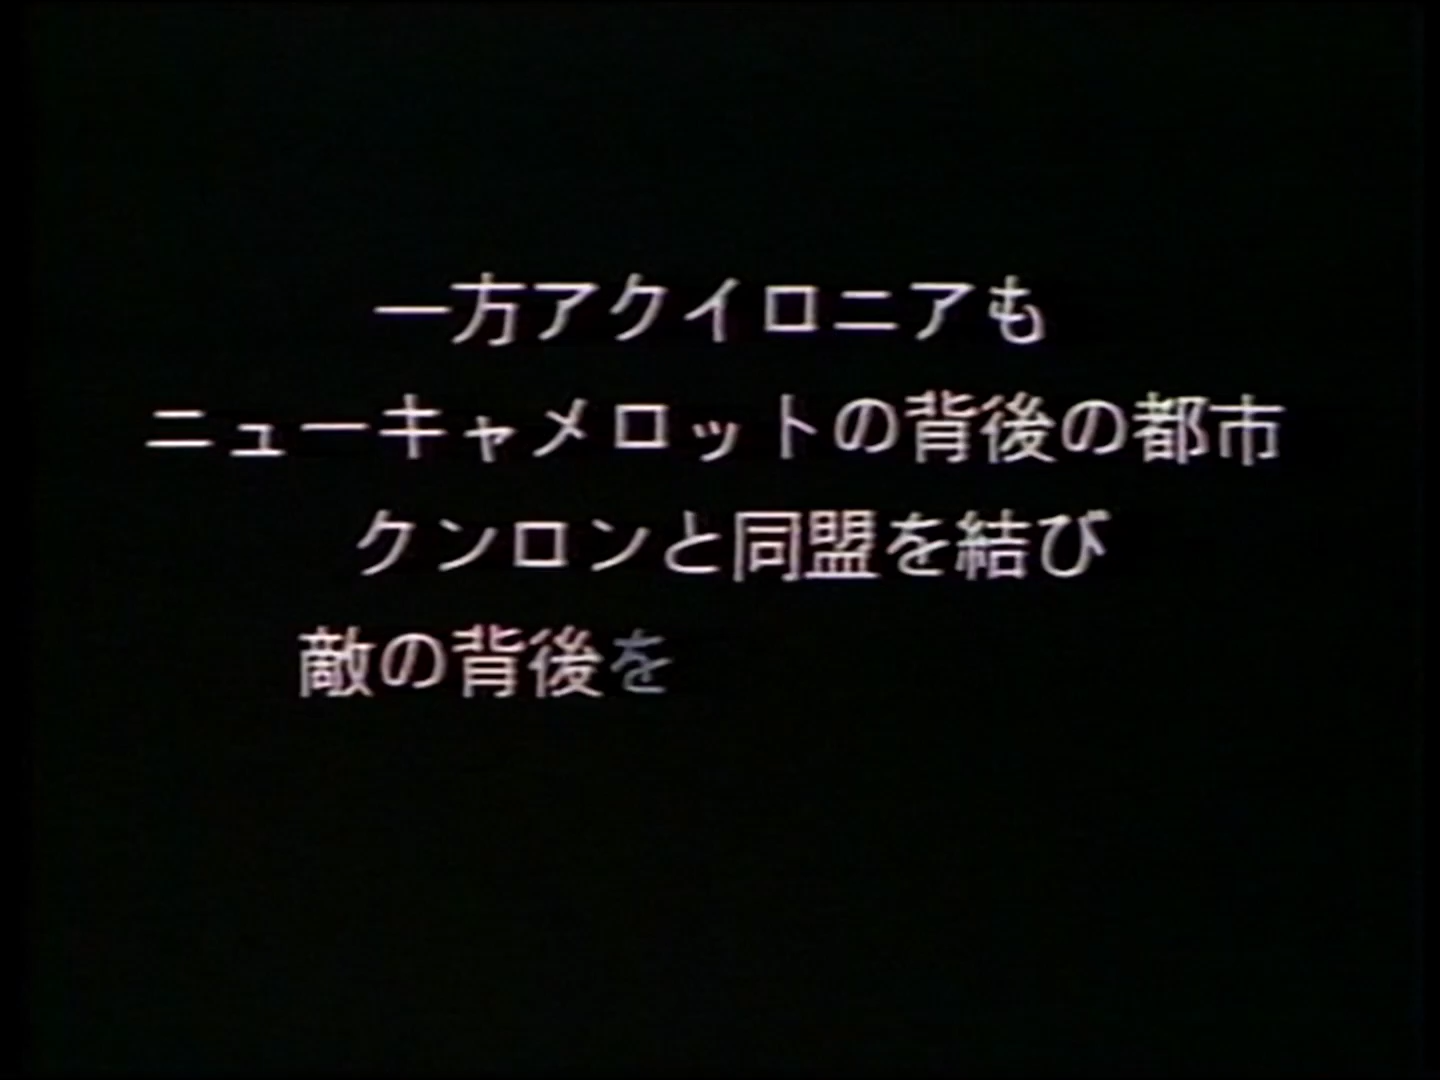 一方アクイロニアも
ニューキャメロットの背後の都市
クンロンと同盟を結び
敵の背後を